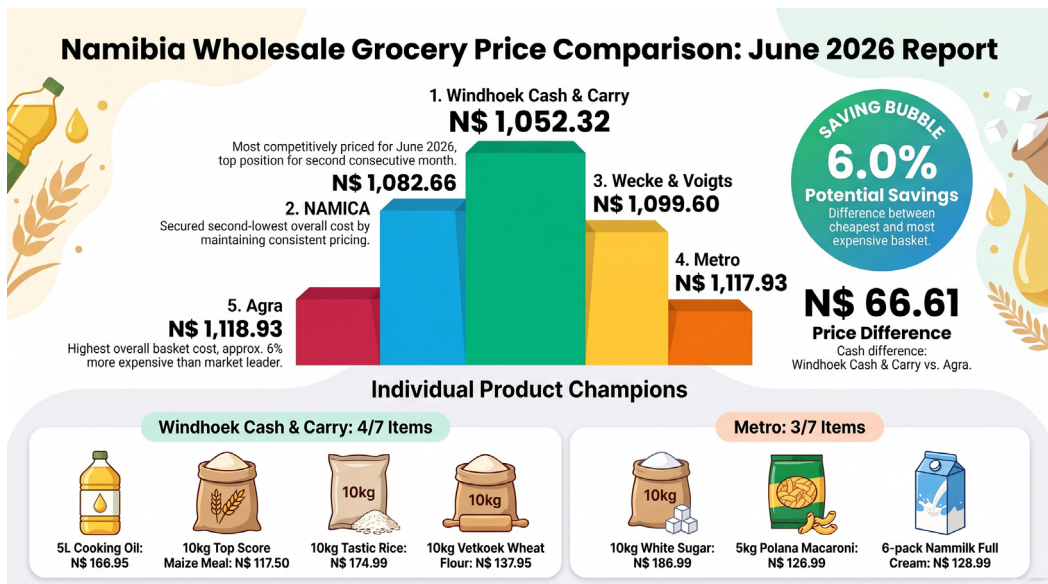 Namibia Wholesale Grocery Price Comparison: June 2026 Report
1. Windhoek Cash & Carry
N$ 1,052.32
Most competitively priced for June 2026,
top position for second consecutive month.
N$ 1,082.66
2. NAMICA
Secured second-lowest overall cost by
maintaining consistent pricing.
3. Wecke & Voigts
N$ 1,099.60
4. Metro
N$ 1,117.93
5. Agra
N$ 1,118.93
Highest overall basket cost, approx. 6%
more expensive than market leader.
SAVING BUBBLE
6.0%
Potential Savings
Difference between
cheapest and most
expensive basket.
N$ 66.61
Price Difference
Cash difference:
Windhoek Cash & Carry vs. Agra.
Individual Product Champions
Windhoek Cash & Carry: 4/7 Items
10kg
10kg
5L Cooking Oil:
N$ 166.95
10kg Top Score
Maize Meal: N$ 117.50
10kg Tastic Rice:
N$ 174.99
10kg Vetkoek Wheat
Flour: N$ 137.95
Metro: 3/7 Items
10kg
10kg White Sugar:
N$ 186.99
5kg Polana Macaroni:
N$ 126.99
6-pack Nammilk Full
Cream: N$ 128.99